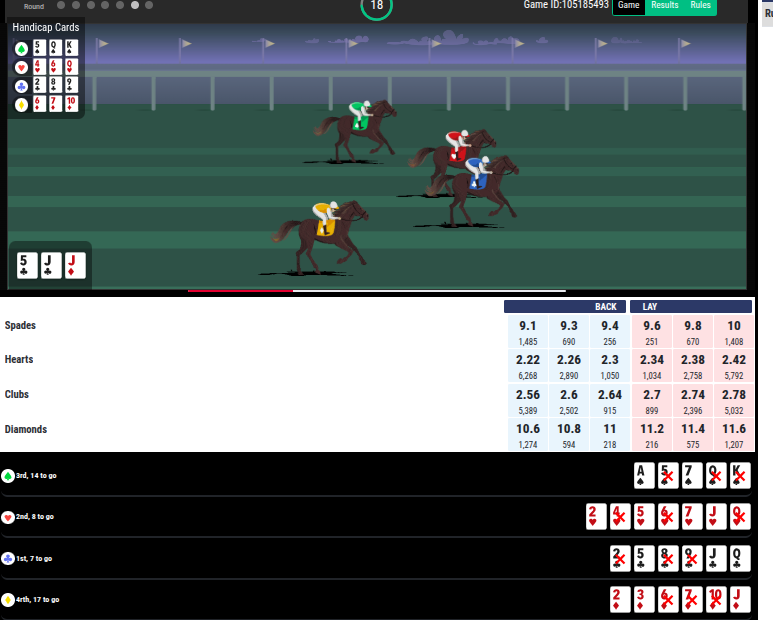 Round
18
Game ID:105185493 Game Results Rules
Handicap Cards
5 Q K
4 6 Q
2 8 9
6 7 10
5 J J
BACK LAY
Spades 9.1 9.3 9.4 9.6 9.8 10
1,485 690 256 251 670 1,408
Hearts 2.22 2.26 2.3 2.34 2.38 2.42
6,268 2,890 1,050 1,034 2,758 5,792
Clubs 2.56 2.6 2.64 2.7 2.74 2.78
5,389 2,502 915 899 2,396 5,032
Diamonds 10.6 10.8 11 11.2 11.4 11.6
1,274 594 218 216 575 1,207
3rd, 14 to go A 5 7 Q K
2nd, 8 to go 2 4 5 6 7 J Q
1st, 7 to go 2 5 8 9 J Q
4rth, 17 to go 2 3 6 7 10 J